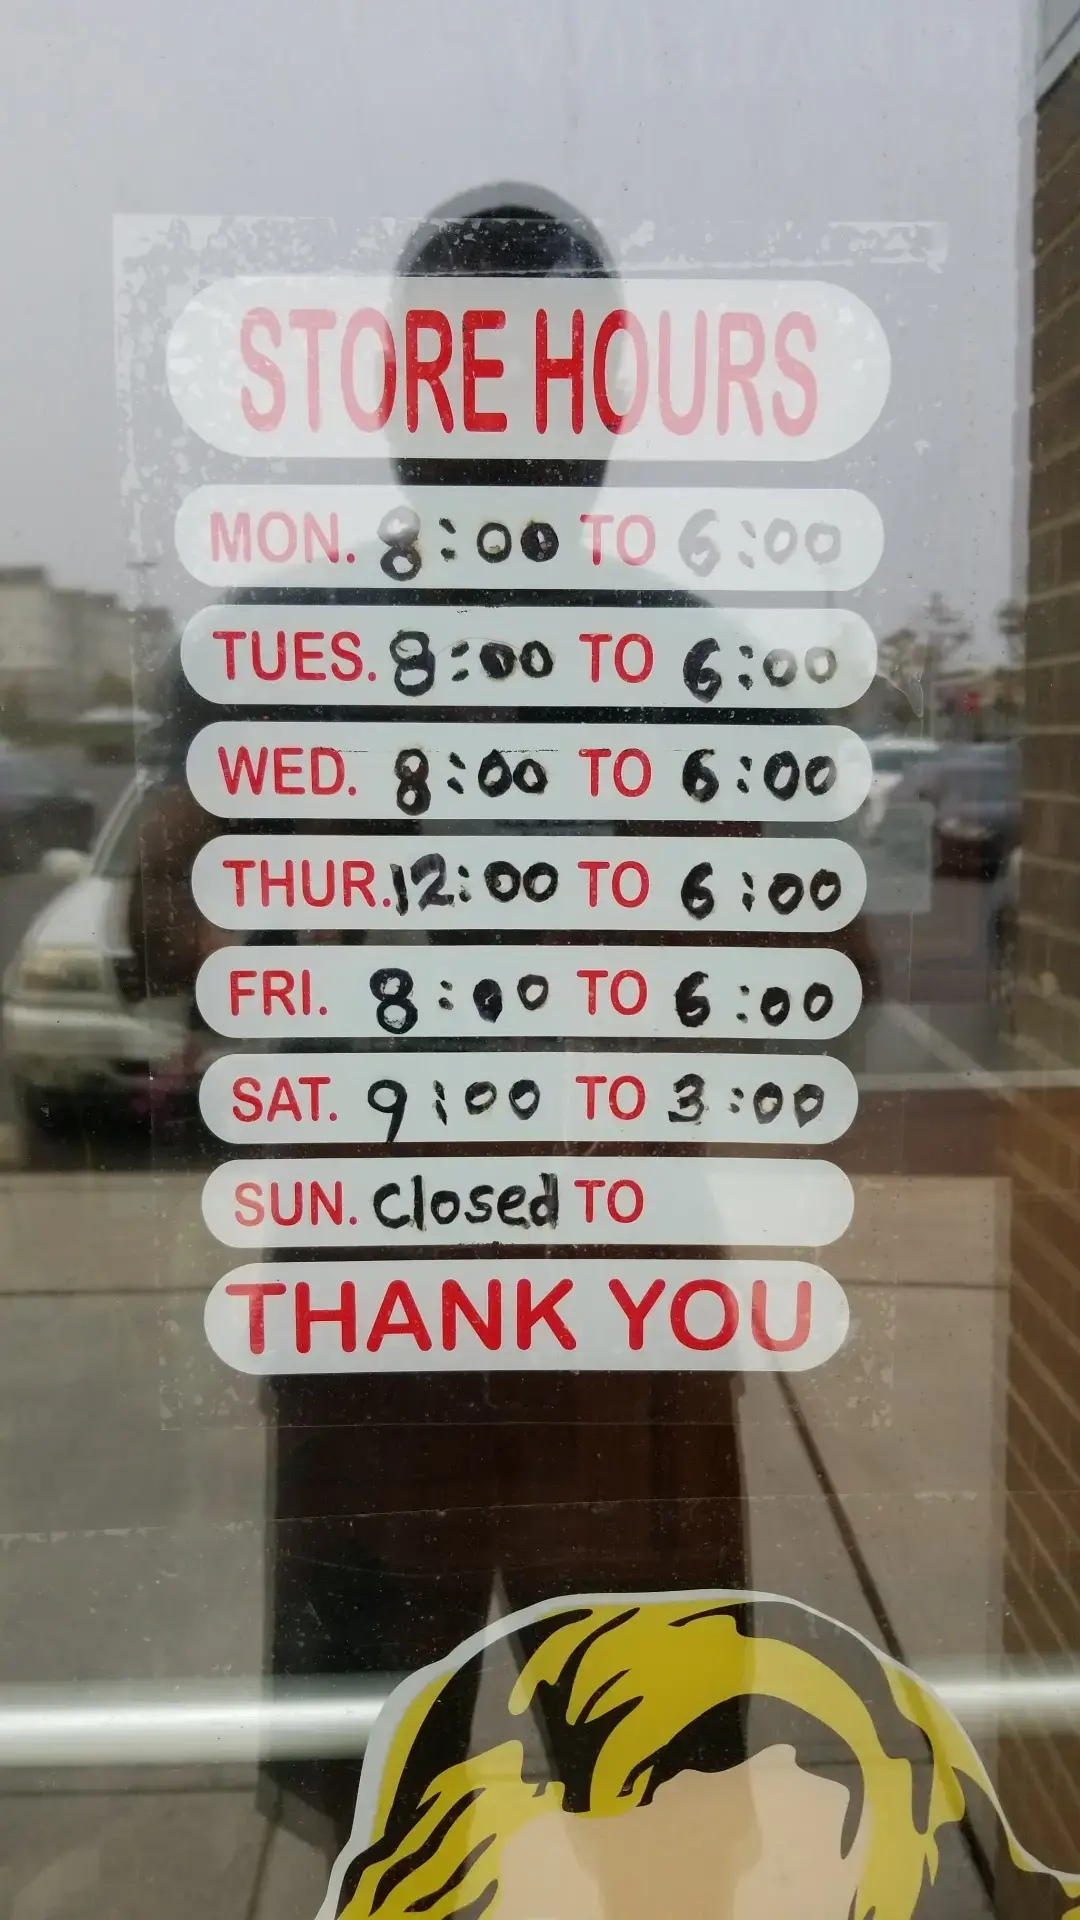 STORE HOURS
MON. 8:00 TO 6:00
TUES. 8:00 TO 6:00
WED. 8:00 TO 6:00
THUR. 12:00 TO 6:00
FRI. 8:00 TO 6:00
SAT. 9:00 TO 3:00
SUN. Closed TO
THANK YOU